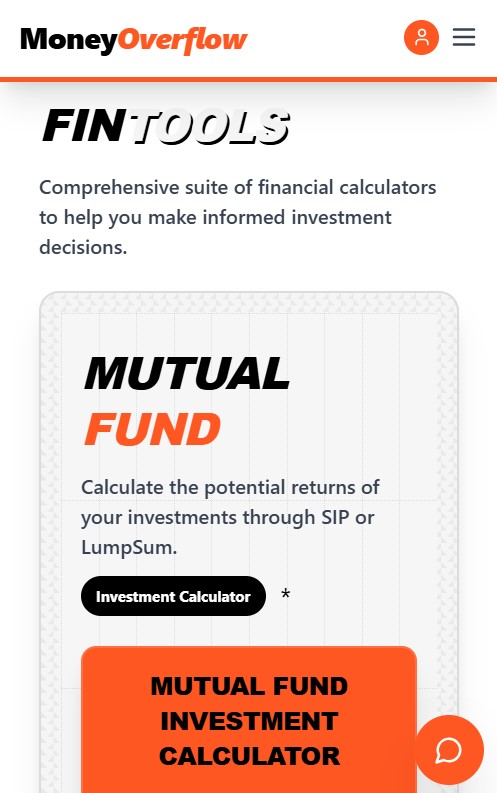 MoneyOverflow
FINTOOLS
Comprehensive suite of financial calculators
to help you make informed investment
decisions.
MUTUAL
FUND
Calculate the potential returns of
your investments through SIP or
LumpSum.
Investment Calculator *
MUTUAL FUND
INVESTMENT
CALCULATOR